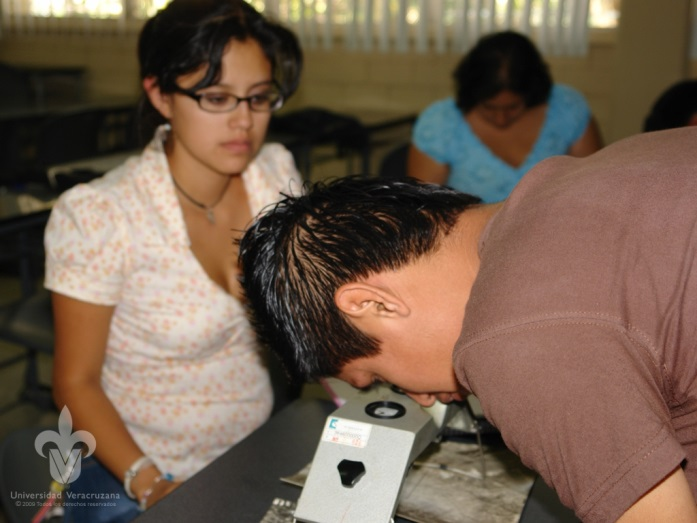 Universidad Veracruzana
© 2009 Todos los derechos reservados